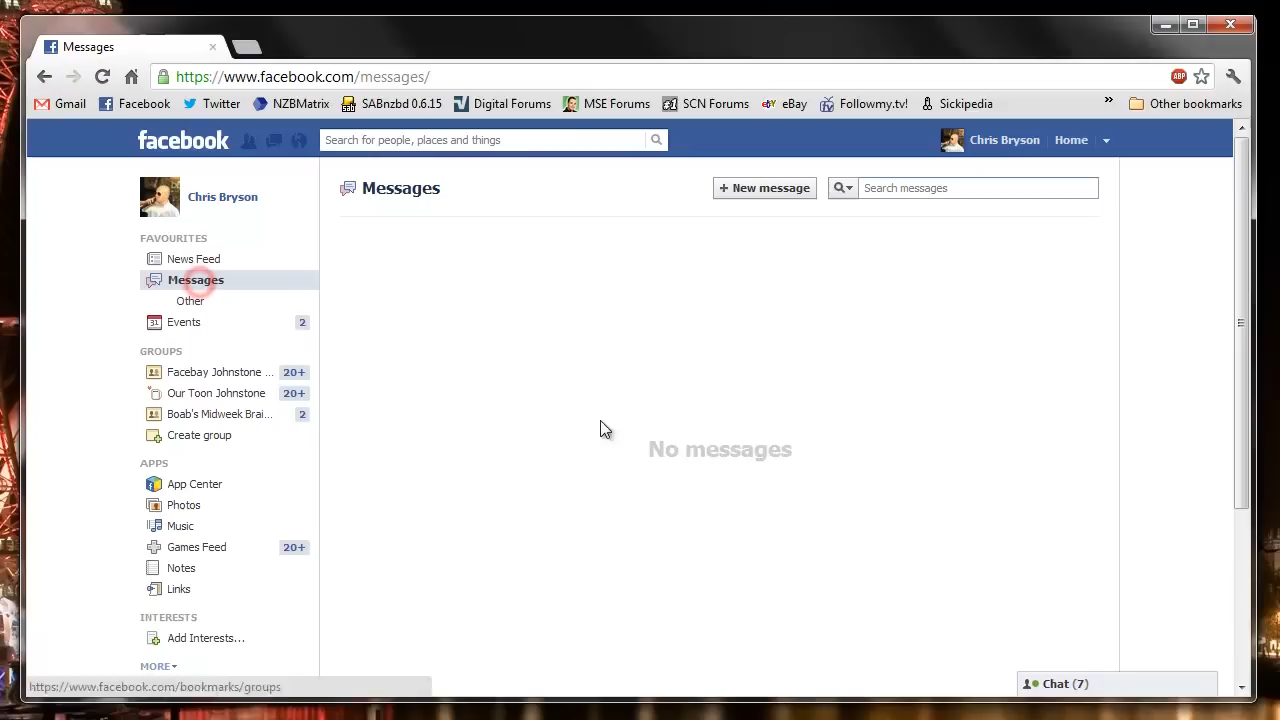 Messages
https://www.facebook.com/messages/
ABP
Gmail Facebook Twitter NZBMatrix SABnzbd 0.6.15 Digital Forums MSE Forums SCN Forums eBay Followmy.tv! Sickipedia » Other bookmarks
facebook Search for people, places and things Chris Bryson Home
Chris Bryson
Messages + New message Search messages
FAVOURITES
News Feed
Messages
Other
31 Events 2
GROUPS
Facebay Johnstone ... 20+
Our Toon Johnstone 20+
Boab's Midweek Brai... 2
Create group
No messages
APPS
App Center
Photos
Music
Games Feed 20+
Notes
Links
INTERESTS
Add Interests...
MORE
https://www.facebook.com/bookmarks/groups
Chat (7)